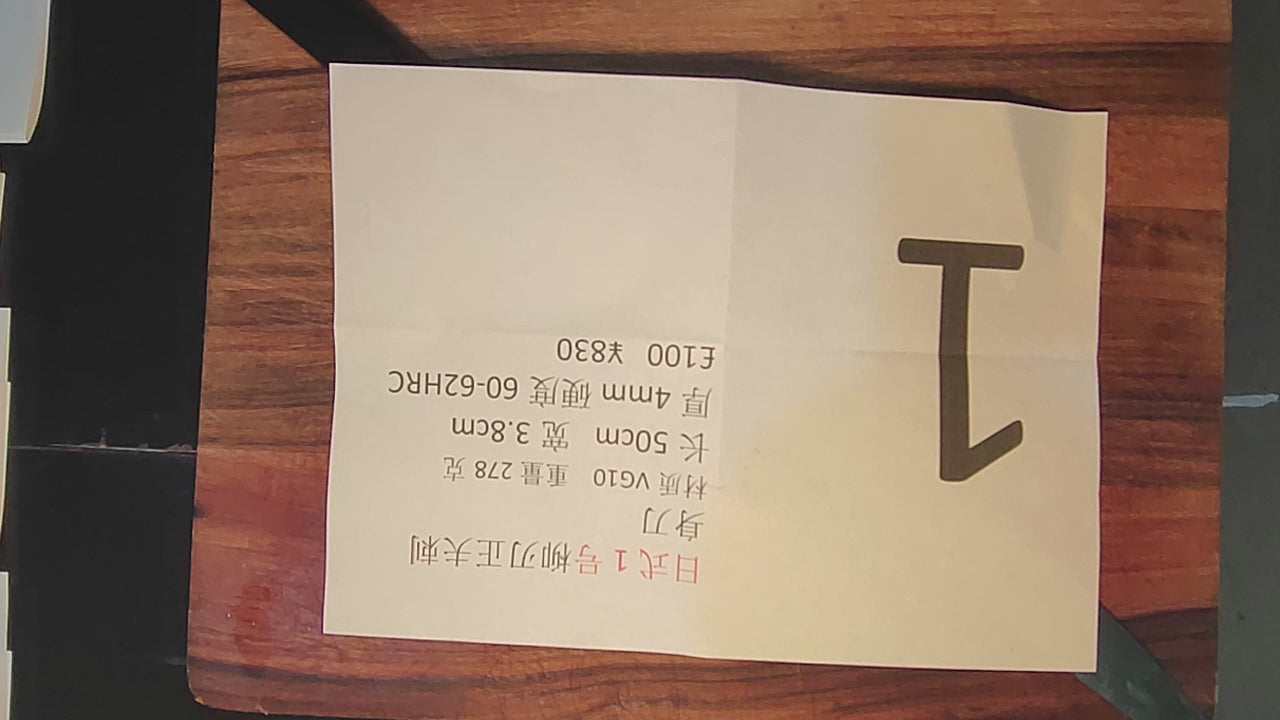 1
日式 1 号柳刃正夫刺
身刀
材质 VG10 重量 278 克
长 50cm 宽 3.8cm
厚 4mm 硬度 60-62HRC
£100 ¥830